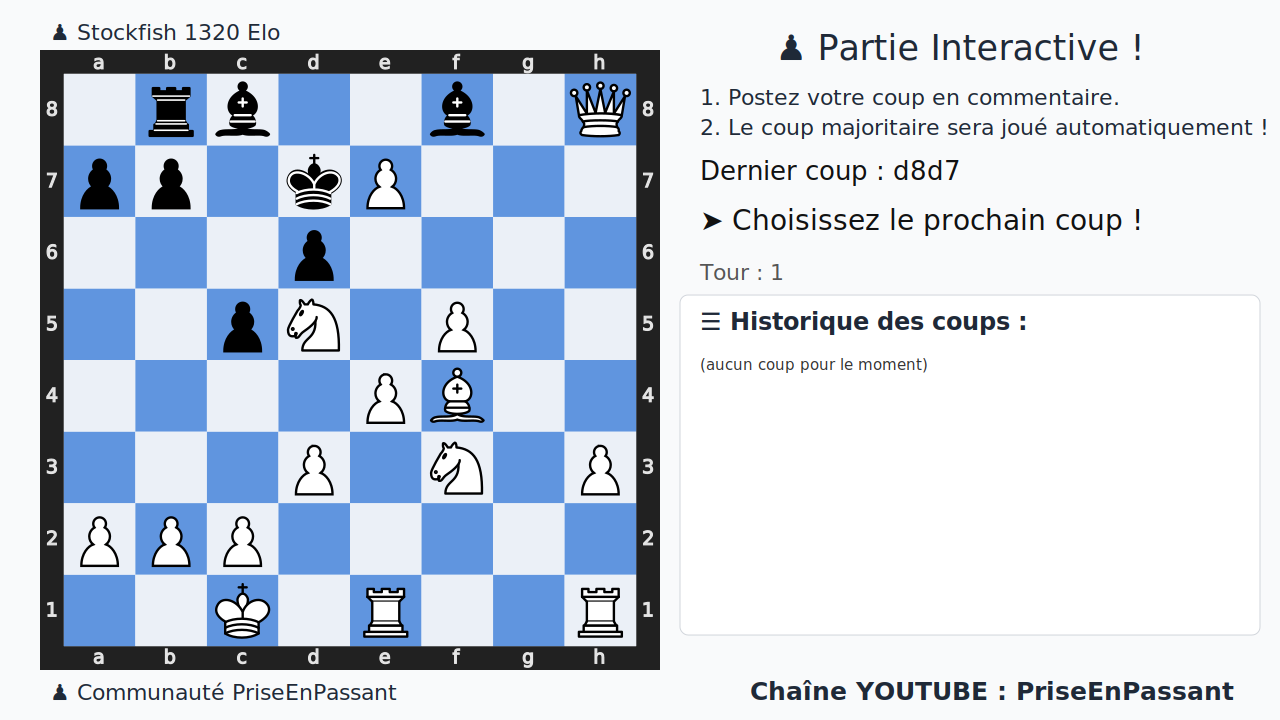 ♟ Stockfish 1320 Elo
a b c d e f g h
8 8
7 7
6 6
5 5
4 4
3 3
2 2
1 1
a b c d e f g h
♟ Communauté PriseEnPassant
♟ Partie Interactive !
1. Postez votre coup en commentaire.
2. Le coup majoritaire sera joué automatiquement !
Dernier coup : d8d7
➤ Choisissez le prochain coup !
Tour : 1
☰ Historique des coups :
(aucun coup pour le moment)
Chaîne YOUTUBE : PriseEnPassant